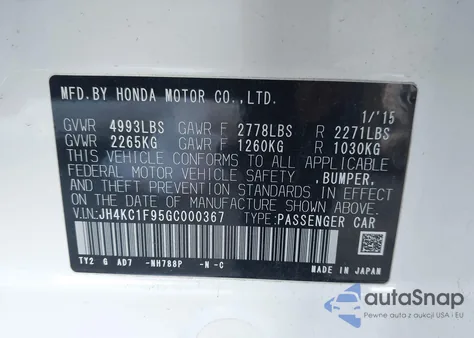 MFD.BY HONDA MOTOR CO.,LTD.
1/'15
GVWR 4993LBS GAWR F 2778LBS R 2271LBS
GVWR 2265KG GAWR F 1260KG R 1030KG
THIS VEHICLE CONFORMS TO ALL APPLICABLE
FEDERAL MOTOR VEHICLE SAFETY ,BUMPER,
AND THEFT PREVENTION STANDARDS IN EFFECT
ON THE DATE OF MANUFACTURE SHOWN ABOVE.
V.I.N:JH4KC1F95GC000367 TYPE:PASSENGER CAR
TY2 G AD7 -NH788P -N -C
MADE IN JAPAN
autoSnap
Pewne auta z aukcji USA i EU